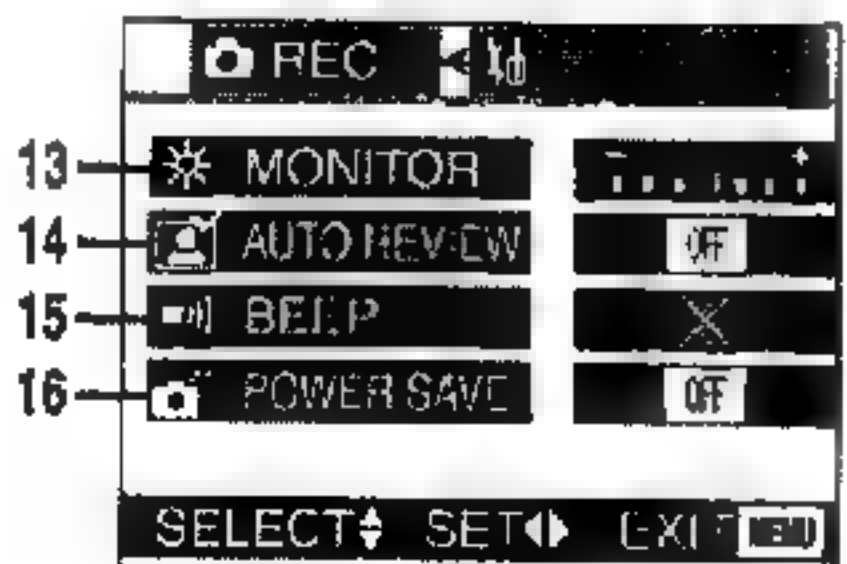 REC
13 MONITOR - +
14 AUTO REVIEW OFF
15 BEEP
16 POWER SAVE OFF
SELECT SET EXIT MENU